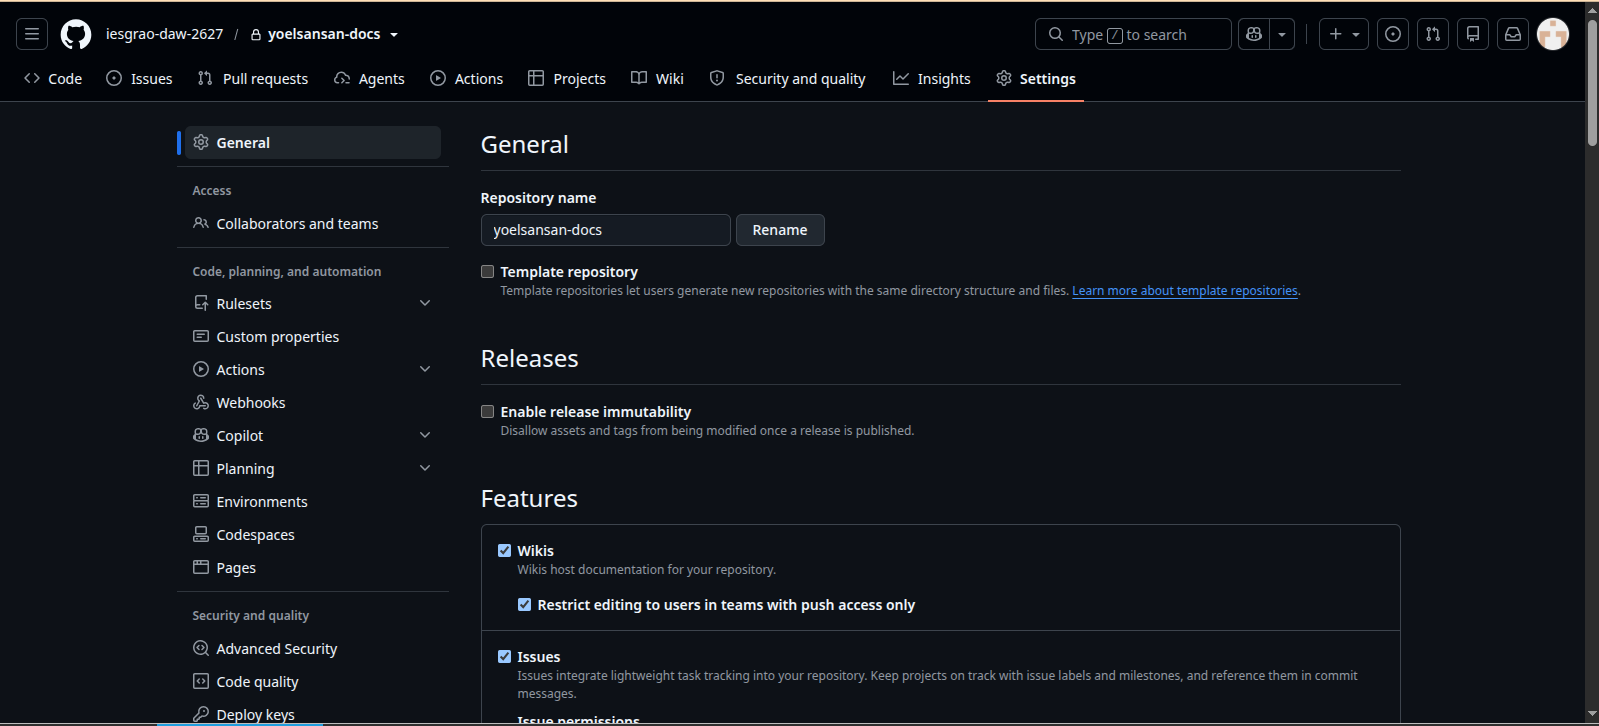 iesgrao-daw-2627 / yoelsansan-docs
Type / to search
Code Issues Pull requests Agents Actions Projects Wiki Security and quality Insights Settings
General
Access
Collaborators and teams
Code, planning, and automation
Rulesets
Custom properties
Actions
Webhooks
Copilot
Planning
Environments
Codespaces
Pages
Security and quality
Advanced Security
Code quality
Deploy keys
General
Repository name
yoelsansan-docs Rename
Template repository
Template repositories let users generate new repositories with the same directory structure and files. Learn more about template repositories.
Releases
Enable release immutability
Disallow assets and tags from being modified once a release is published.
Features
Wikis
Wikis host documentation for your repository.
Restrict editing to users in teams with push access only
Issues
Issues integrate lightweight task tracking into your repository. Keep projects on track with issue labels and milestones, and reference them in commit
messages.
Issue permissions